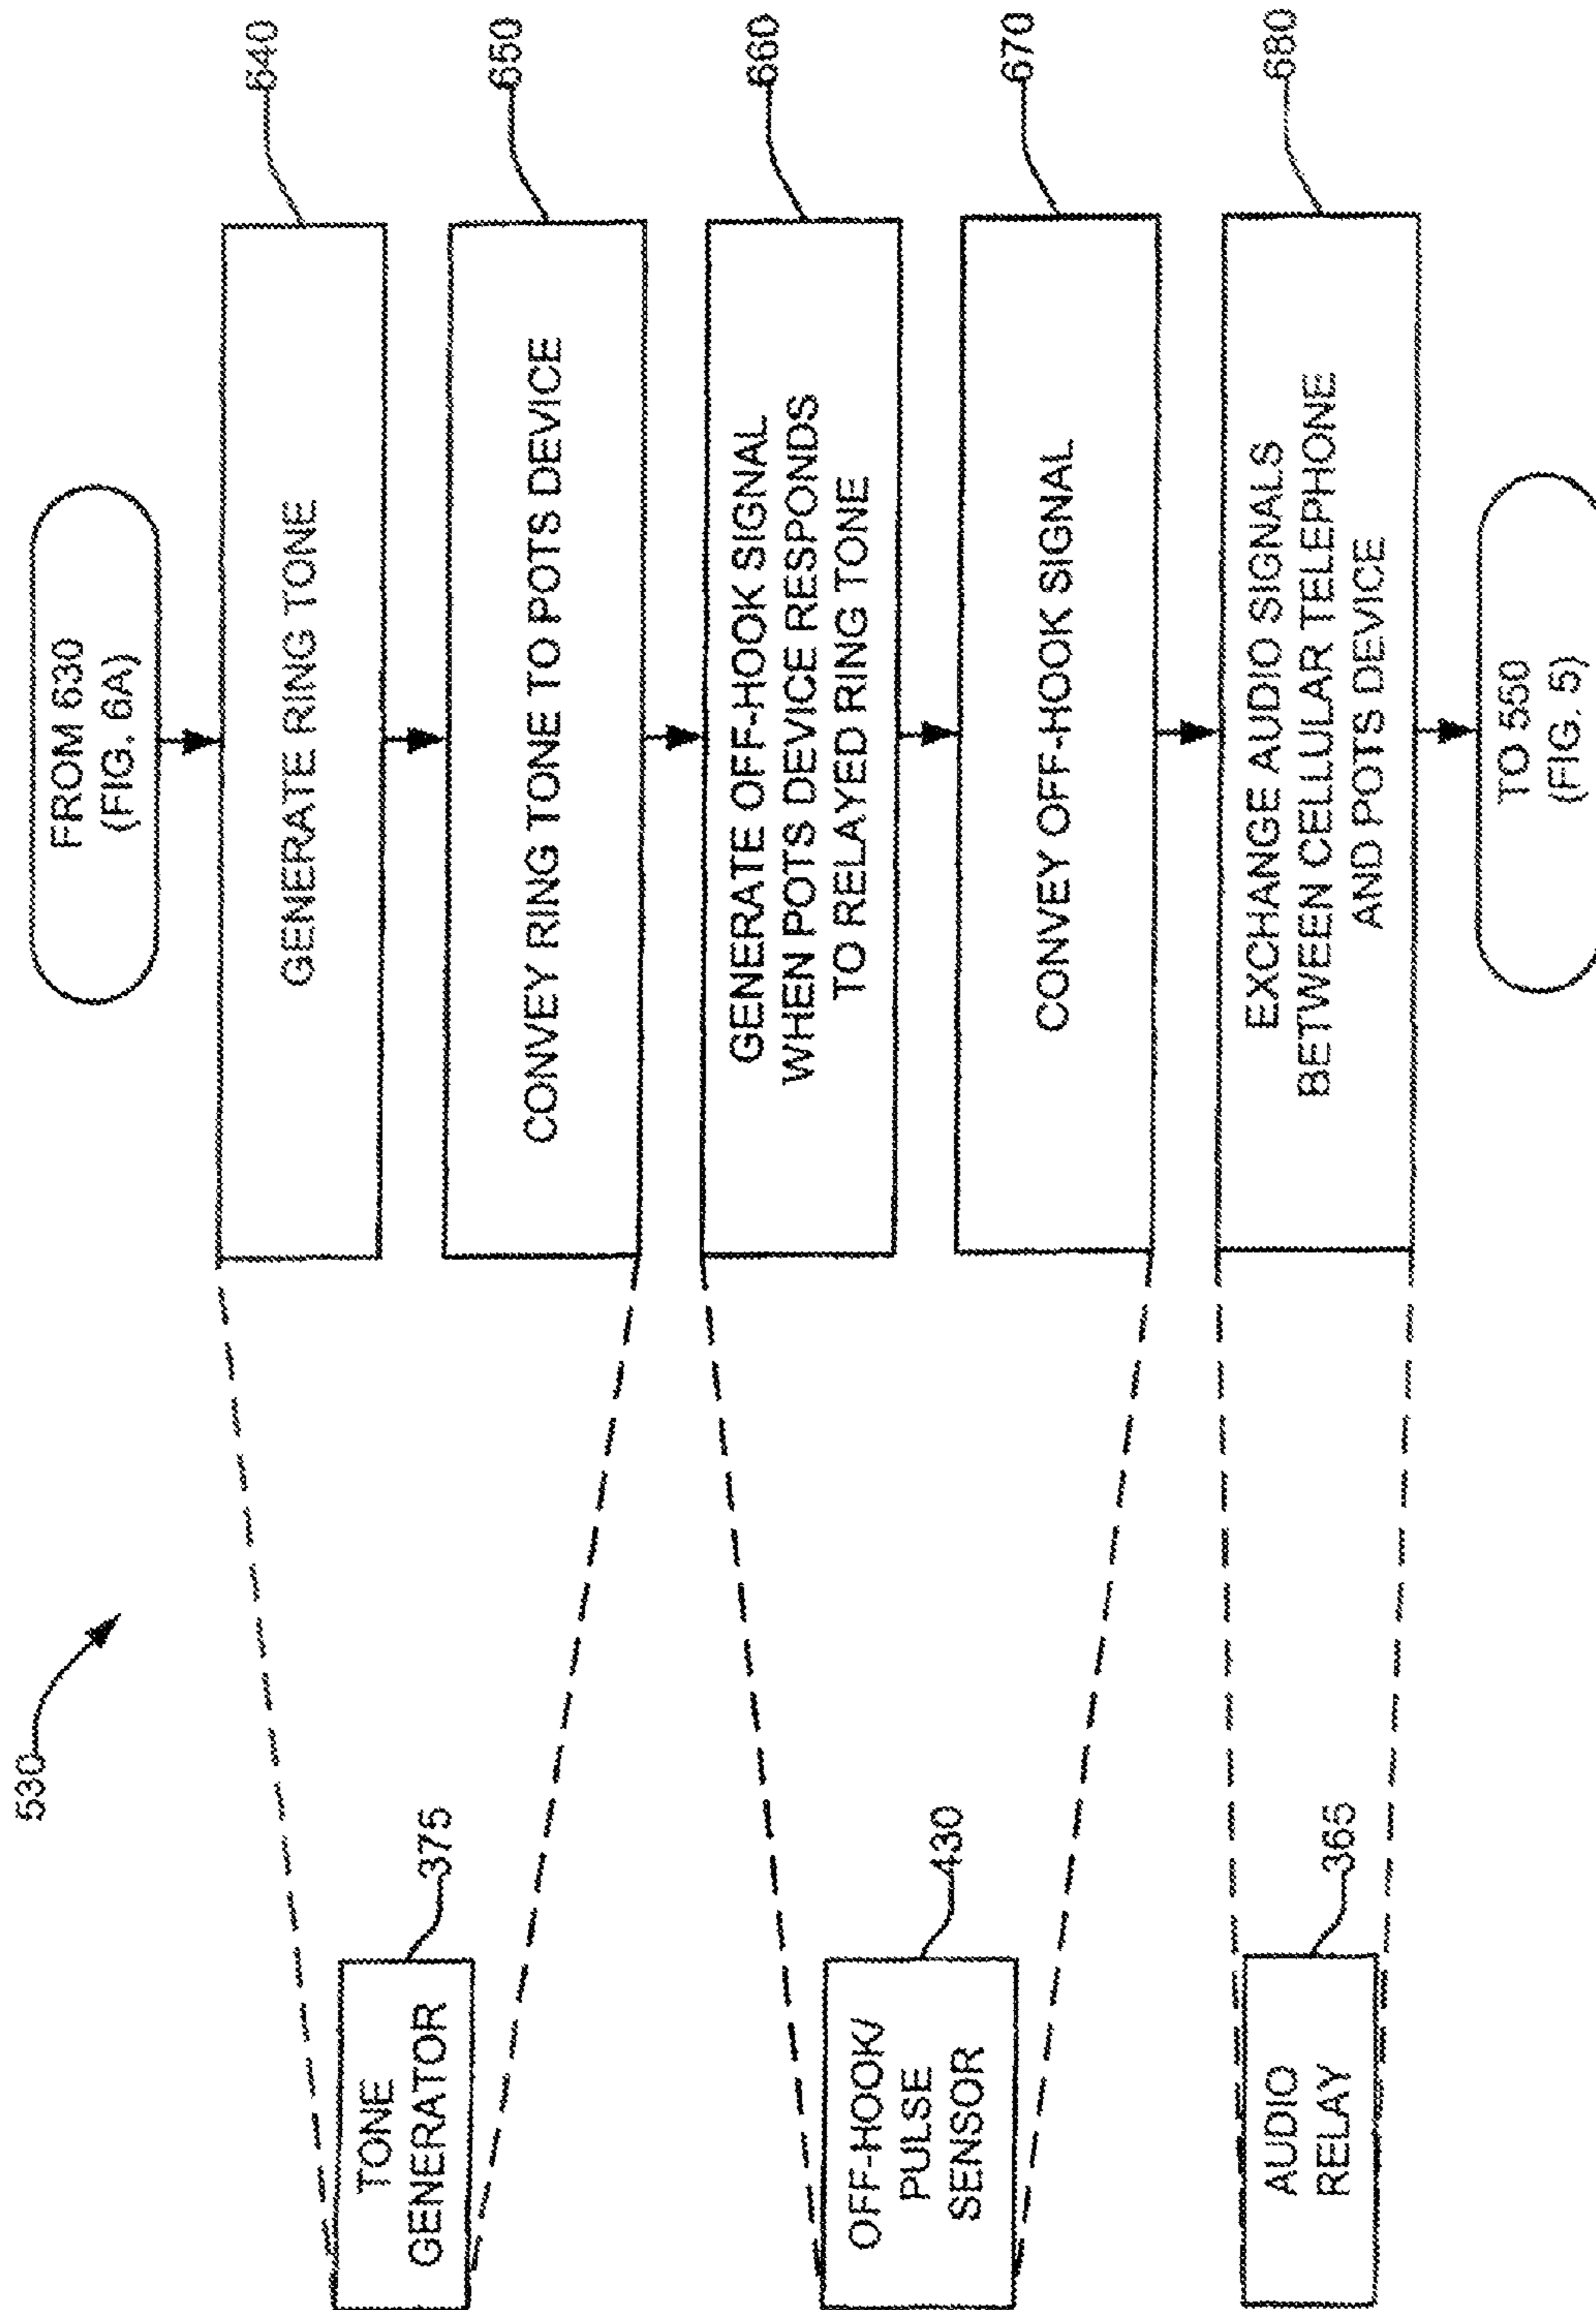 530
FROM 630
(FIG. 6A)
TONE
GENERATOR
375
GENERATE RING TONE
640
CONVEY RING TONE TO POTS DEVICE
650
OFF-HOOK/
PULSE
SENSOR
430
GENERATE OFF-HOOK SIGNAL
WHEN POTS DEVICE RESPONDS
TO RELAYED RING TONE
660
CONVEY OFF-HOOK SIGNAL
670
AUDIO
RELAY
365
EXCHANGE AUDIO SIGNALS
BETWEEN CELLULAR TELEPHONE
AND POTS DEVICE
680
TO 550
(FIG. 5)